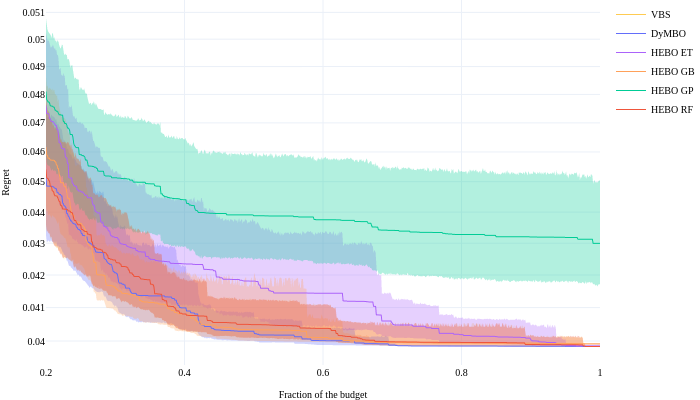 0.051
0.05
0.049
0.048
0.047
0.046
0.045
0.044
0.043
0.042
0.041
0.04
Regret
0.2
0.4
0.6
0.8
1
Fraction of the budget
VBS
DyMBO
HEBO ET
HEBO GB
HEBO GP
HEBO RF